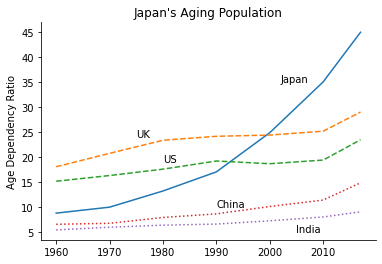 Japan's Aging Population
Age Dependency Ratio
45
40
35
30
25
20
15
10
5
Japan
UK
US
China
India
1960
1970
1980
1990
2000
2010